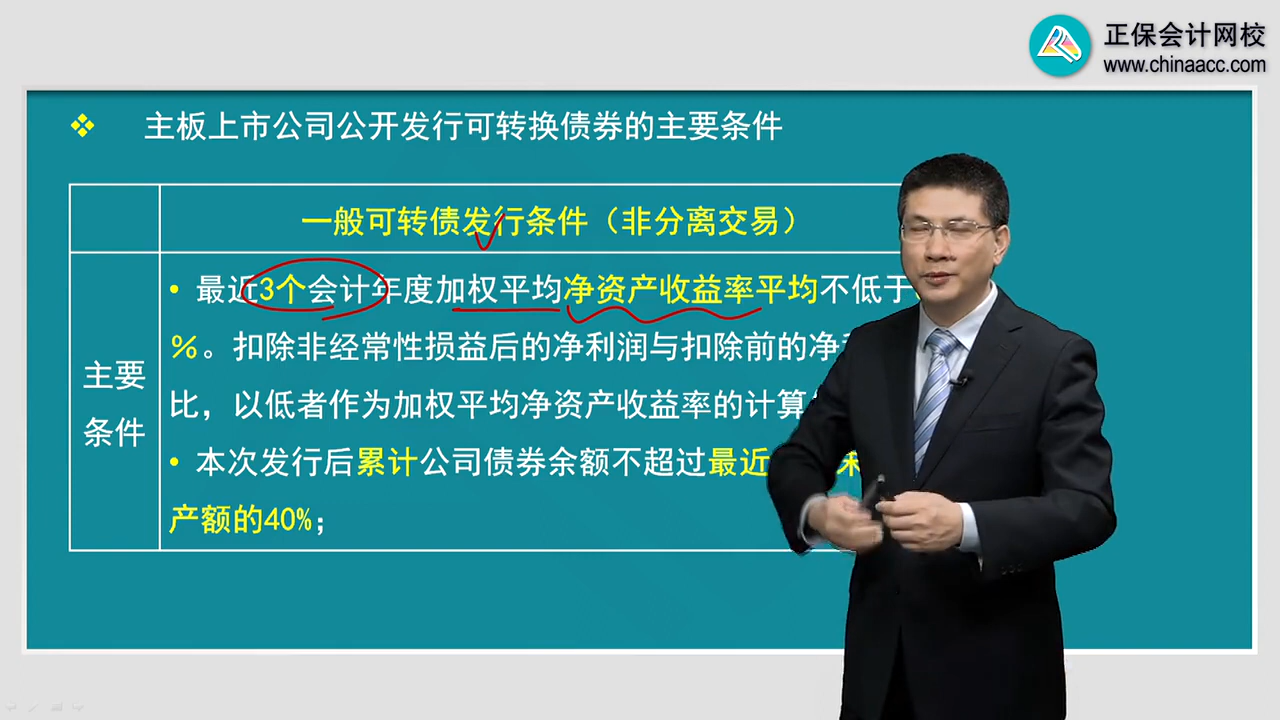 正保会计网校
www.chinaacc.com
主板上市公司公开发行可转换债券的主要条件
一般可转债发行条件（非分离交易）
最近3个会计年度加权平均净资产收益率平均不低于
%。扣除非经常性损益后的净利润与扣除前的净
比，以低者作为加权平均净资产收益率的计算
主要
条件
本次发行后累计公司债券余额不超过最近
产额的40%；